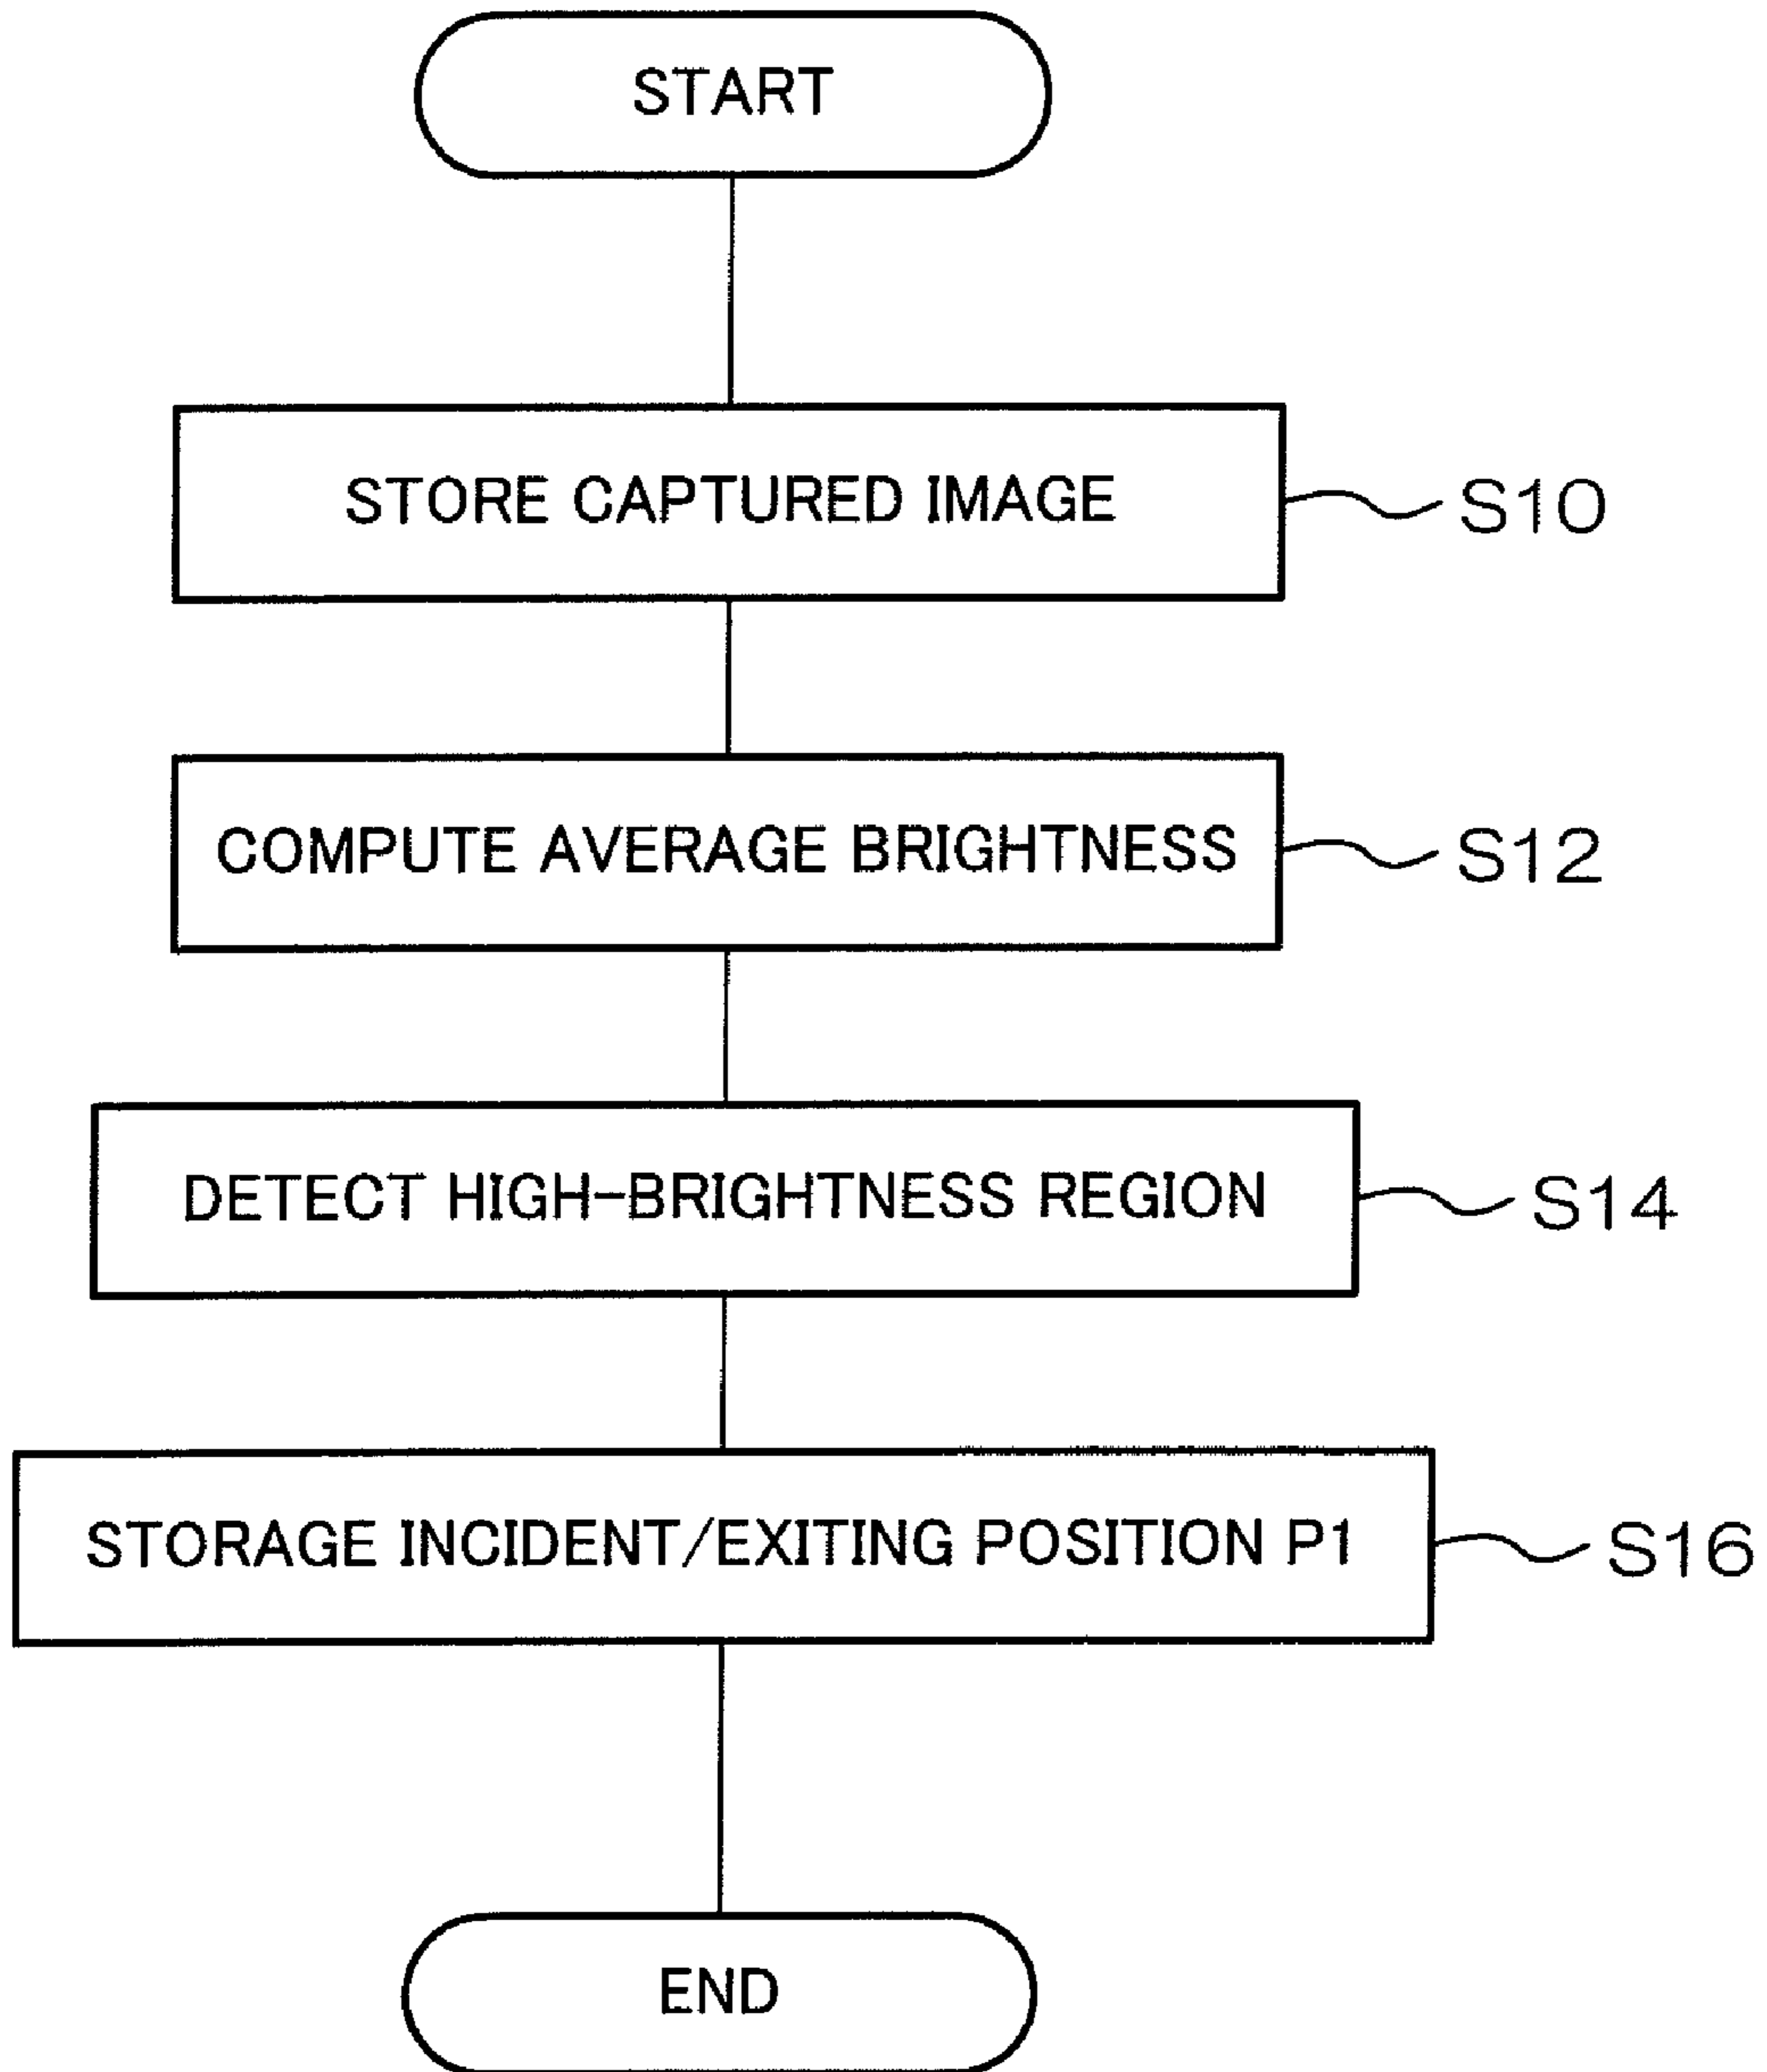 START
STORE CAPTURED IMAGE
S10
COMPUTE AVERAGE BRIGHTNESS
S12
DETECT HIGH-BRIGHTNESS REGION
S14
STORAGE INCIDENT/EXITING POSITION P1
S16
END